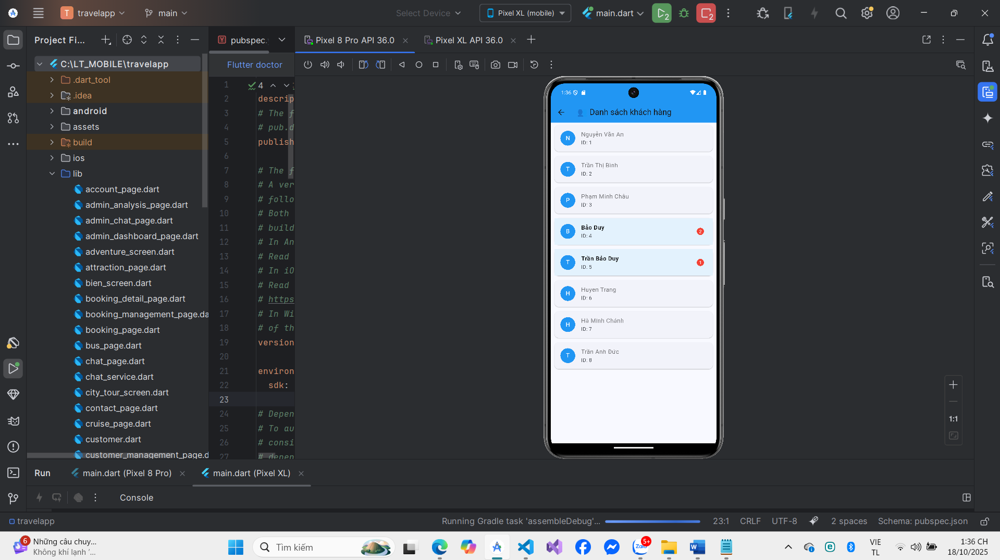 T travelapp main Select Device Pixel XL (mobile) main.dart 2 2
Project Fi...
pubspec.
Pixel 8 Pro API 36.0 Pixel XL API 36.0
C:\LT_MOBILE\travelapp
.dart_tool
.idea
android
assets
build
ios
lib
account_page.dart
admin_analysis_page.dart
admin_chat_page.dart
admin_dashboard_page.dart
adventure_screen.dart
attraction_page.dart
bien_screen.dart
booking_detail_page.dart
booking_management_page.da
booking_page.dart
bus_page.dart
chat_page.dart
chat_service.dart
city_tour_screen.dart
contact_page.dart
cruise_page.dart
customer.dart
customer_management_page.d
Flutter doctor
4
1
2 descrip
3 # The f
4 # pub.d
5 publish
6
7 # The f
8 # A ver
9 # follo
10 # Both
11 # build
12 # In An
13 # Read
14 # In iO
15 # Read
16 # https
17 # In Wi
18 # of th
19 version
20
21 environ
22 sdk:
23
24 # Depen
25 # To au
26 # consi
27 # depen
1:36
Danh sách khách hàng
N Nguyễn Văn An
ID: 1
T Trần Thị Bình
ID: 2
P Phạm Minh Châu
ID: 3
B Bảo Duy
ID: 4
2
T Trần Bảo Duy
ID: 5
1
H Huyen Trang
ID: 6
H Hà Minh Chánh
ID: 7
T Trần Anh Đức
ID: 8
1:1
Run main.dart (Pixel 8 Pro) main.dart (Pixel XL)
Console
travelapp Running Gradle task 'assembleDebug'... 23:1 CRLF UTF-8 2 spaces Schema: pubspec.json
6 Những câu chuy...
Không khí lạnh '...
Tìm kiếm
Zalo 5+
VIE
TL
1:36 CH
18/10/2025